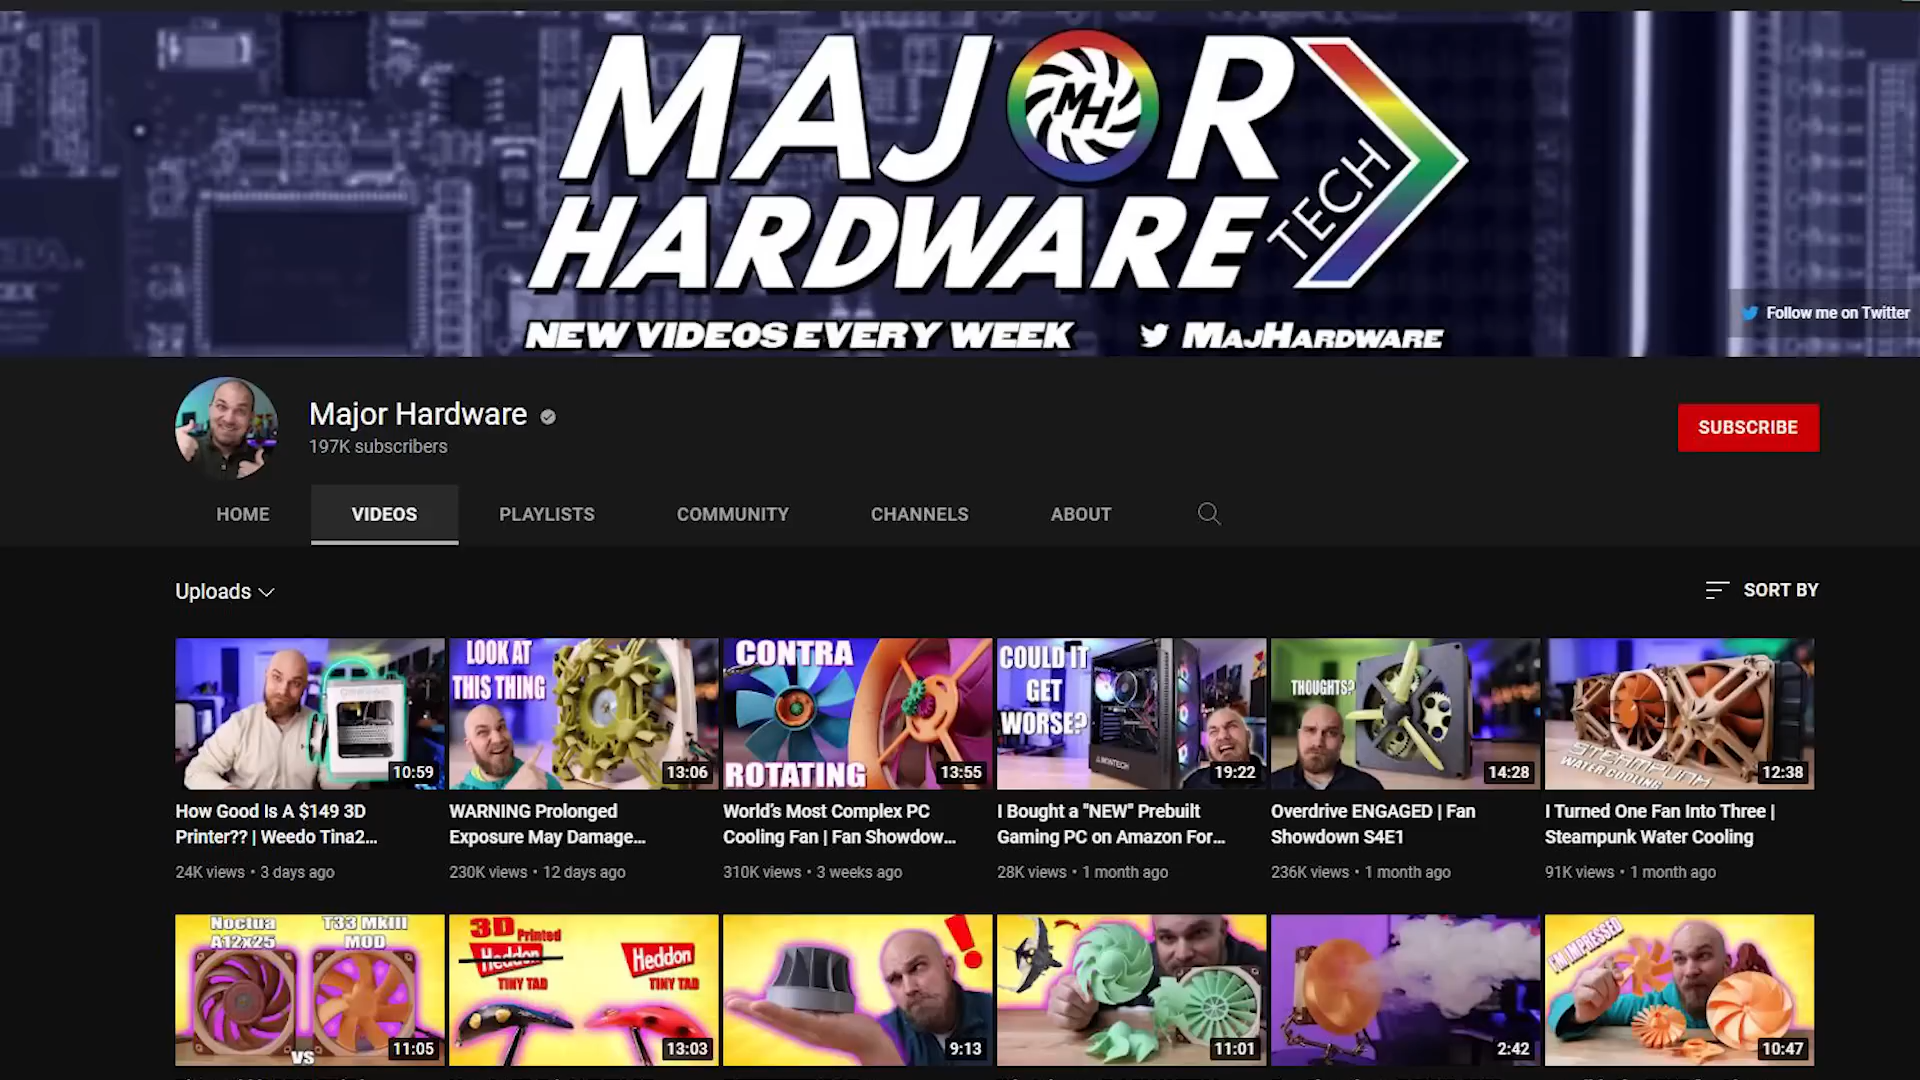 MAJOR
MH
HARDWARE
TECH
NEW VIDEOS EVERY WEEK
MAJHARDWARE
Follow me on Twitter
Major Hardware
197K subscribers
SUBSCRIBE
HOME
VIDEOS
PLAYLISTS
COMMUNITY
CHANNELS
ABOUT
Uploads
SORT BY
10:59
LOOK AT
THIS THING
13:06
CONTRA
ROTATING
13:55
COULD IT
GET
WORSE?
MONTECH
19:22
THOUGHTS?
14:28
STEAMPUNK
WATER COOLING
12:38
How Good Is A $149 3D
Printer?? | Weedo Tina2...
24K views • 3 days ago
WARNING Prolonged
Exposure May Damage...
230K views • 12 days ago
World's Most Complex PC
Cooling Fan | Fan Showdow...
310K views • 3 weeks ago
I Bought a "NEW" Prebuilt
Gaming PC on Amazon For...
28K views • 1 month ago
Overdrive ENGAGED | Fan
Showdown S4E1
236K views • 1 month ago
I Turned One Fan Into Three |
Steampunk Water Cooling
91K views • 1 month ago
Noctua
A12x25
T33 MkIII
MOD
VS
11:05
3D Printed
Heddon
TINY TAD
Heddon
TINY TAD
13:03
!
9:13
11:01
2:42
I'M IMPRESSED
10:47